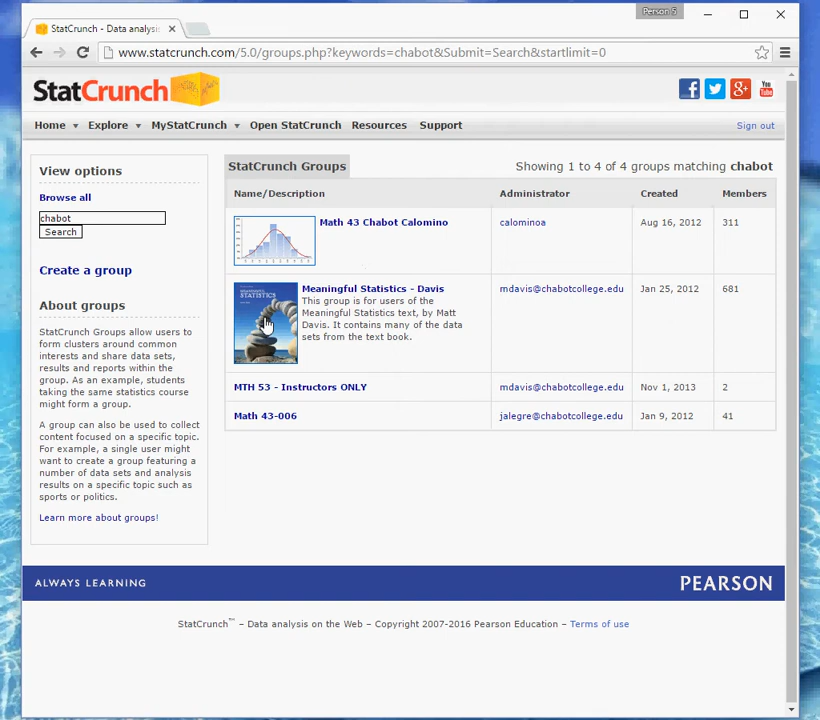 Person 5
StatCrunch - Data analysis
www.statcrunch.com/5.0/groups.php?keywords=chabot&Submit=Search&startlimit=0
StatCrunch
Home Explore MyStatCrunch Open StatCrunch Resources Support
Sign out
View options
Browse all
chabot
Search
Create a group
About groups
StatCrunch Groups allow users to
form clusters around common
interests and share data sets,
results and reports within the
group. As an example, students
taking the same statistics course
might form a group.
A group can also be used to collect
content focused on a specific topic.
For example, a single user might
want to create a group featuring a
number of data sets and analysis
results on a specific topic such as
sports or politics.
Learn more about groups!
StatCrunch Groups
Showing 1 to 4 of 4 groups matching chabot
Name/Description Administrator Created Members
Math 43 Chabot Calomino calominoa Aug 16, 2012 311
Meaningful Statistics - Davis mdavis@chabotcollege.edu Jan 25, 2012 681
STATISTICS
This group is for users of the
Meaningful Statistics text, by Matt
Davis. It contains many of the data
sets from the text book.
MTH 53 - Instructors ONLY mdavis@chabotcollege.edu Nov 1, 2013 2
Math 43-006 jalegre@chabotcollege.edu Jan 9, 2012 41
ALWAYS LEARNING
PEARSON
StatCrunch™ – Data analysis on the Web – Copyright 2007-2016 Pearson Education – Terms of use